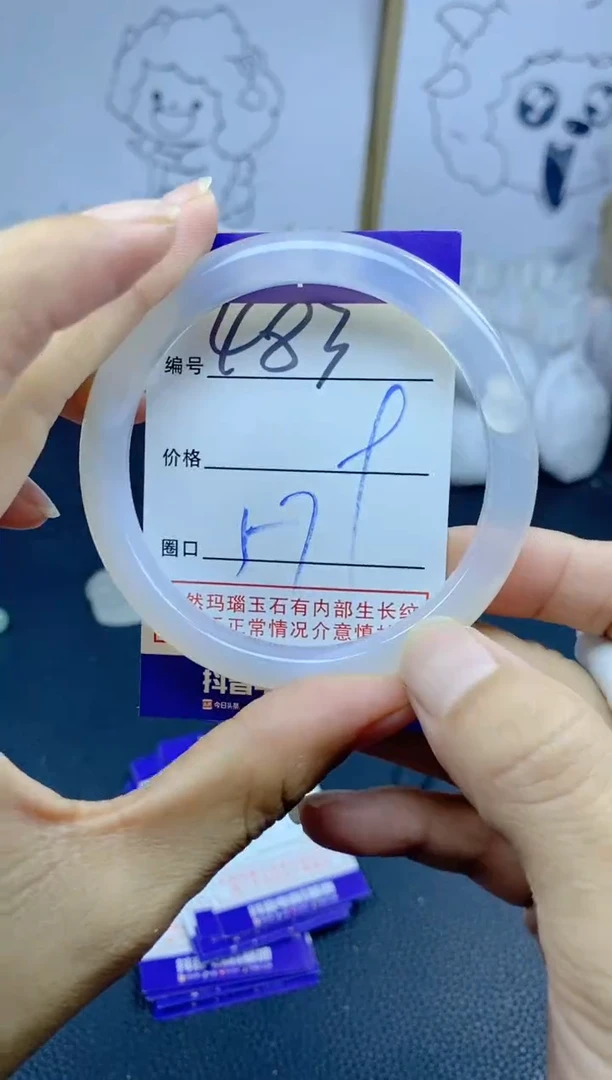 编号 483
价格
圈口 57
然玛瑙玉石有内部生长纹
正常情况介意慎
抖音
今日头条